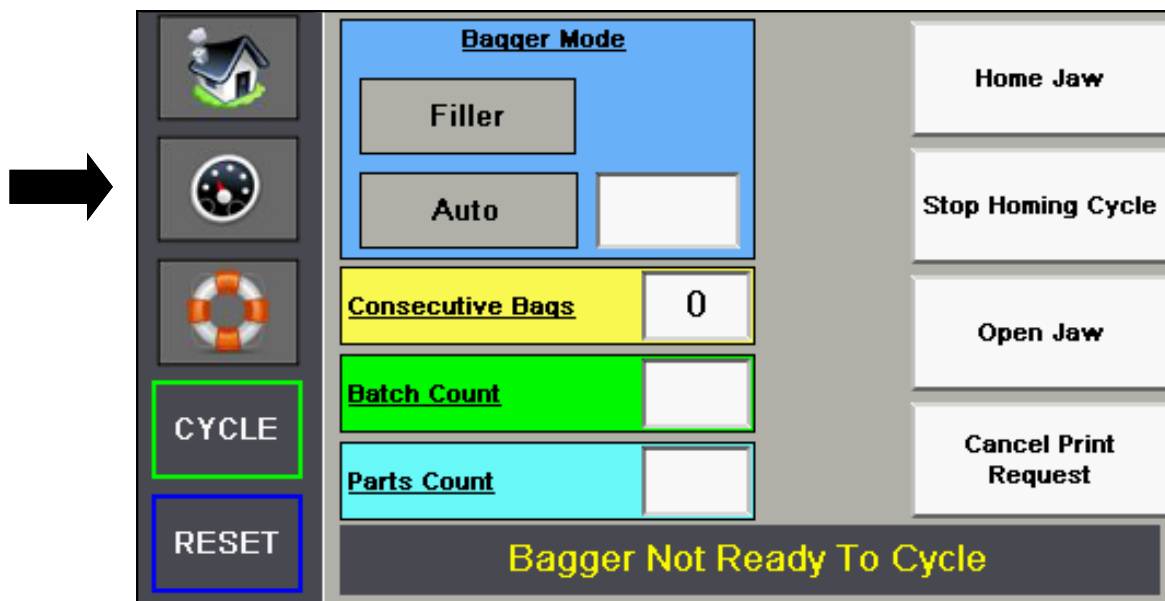 Bagger Mode
Filler
Auto
Consecutive Bags
0
Batch Count
Parts Count
CYCLE
RESET
Home Jaw
Stop Homing Cycle
Open Jaw
Cancel Print
Request
Bagger Not Ready To Cycle